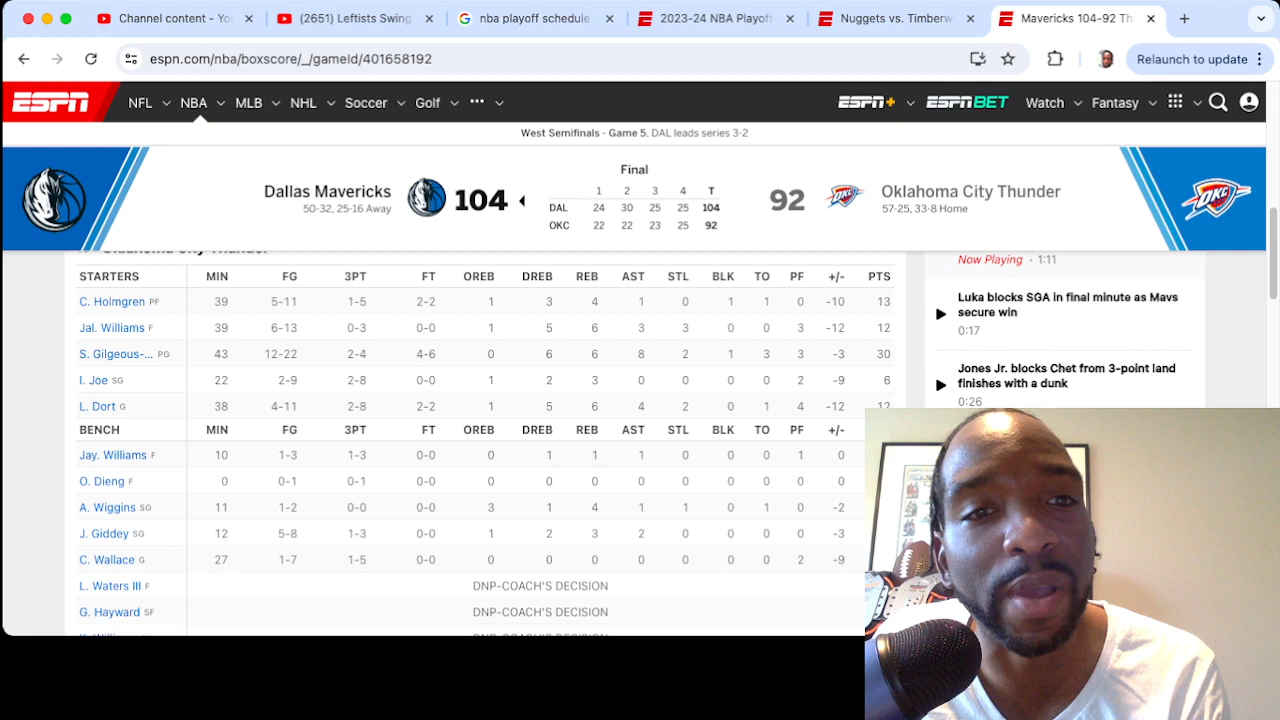 Channel content - Yo
(2651) Leftists Swing
nba playoff schedule
2023-24 NBA Playoff
Nuggets vs. Timberw
Mavericks 104-92 Th
espn.com/nba/boxscore/_/gameId/401658192
Relaunch to update
ESPN NFL NBA MLB NHL Soccer Golf ESPN+ ESPNBET Watch Fantasy
West Semifinals - Game 5, DAL leads series 3-2
Final
Dallas Mavericks 104 92 Oklahoma City Thunder
50-32, 25-16 Away 57-25, 33-8 Home
1 2 3 4 T
DAL 24 30 25 25 104
OKC 22 22 23 25 92
Oklahoma City Thunder
STARTERS MIN FG 3PT FT OREB DREB REB AST STL BLK TO PF +/- PTS
C. Holmgren PF 39 5-11 1-5 2-2 1 3 4 1 0 1 1 0 -10 13
Jal. Williams F 39 6-13 0-3 0-0 1 5 6 3 3 0 0 3 -12 12
S. Gilgeous-... PG 43 12-22 2-4 4-6 0 6 6 8 2 1 3 3 -3 30
I. Joe SG 22 2-9 2-8 0-0 1 2 3 0 0 0 0 2 -9 6
L. Dort G 38 4-11 2-8 2-2 1 5 6 4 2 0 1 4 -12 12
BENCH MIN FG 3PT FT OREB DREB REB AST STL BLK TO PF +/-
Jay. Williams F 10 1-3 1-3 0-0 0 1 1 1 0 0 0 1 0
O. Dieng F 0 0-1 0-1 0-0 0 0 0 0 0 0 0 0 0
A. Wiggins SG 11 1-2 0-0 0-0 3 1 4 1 1 0 1 0 -2
J. Giddey SG 12 5-8 1-3 0-0 1 2 3 2 0 0 0 0 -3
C. Wallace G 27 1-7 1-5 0-0 0 0 0 0 0 0 0 2 -9
L. Waters III F DNP-COACH'S DECISION
G. Hayward SF DNP-COACH'S DECISION
Now Playing • 1:11
Luka blocks SGA in final minute as Mavs
secure win
0:17
Jones Jr. blocks Chet from 3-point land
finishes with a dunk
0:26